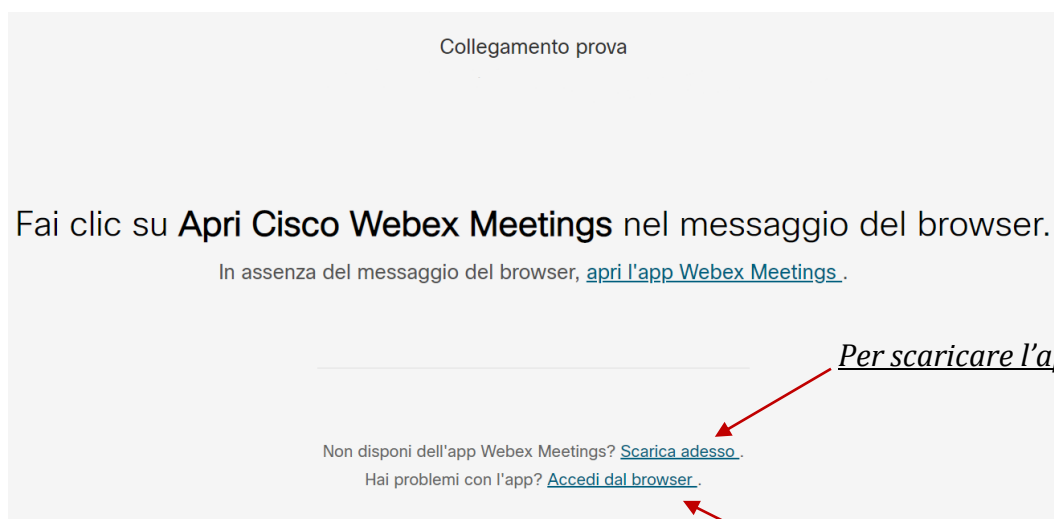 Collegamento prova
Fai clic su Apri Cisco Webex Meetings nel messaggio del browser.
In assenza del messaggio del browser, apri l'app Webex Meetings .
Per scaricare l’a
Non disponi dell'app Webex Meetings? Scarica adesso .
Hai problemi con l'app? Accedi dal browser .